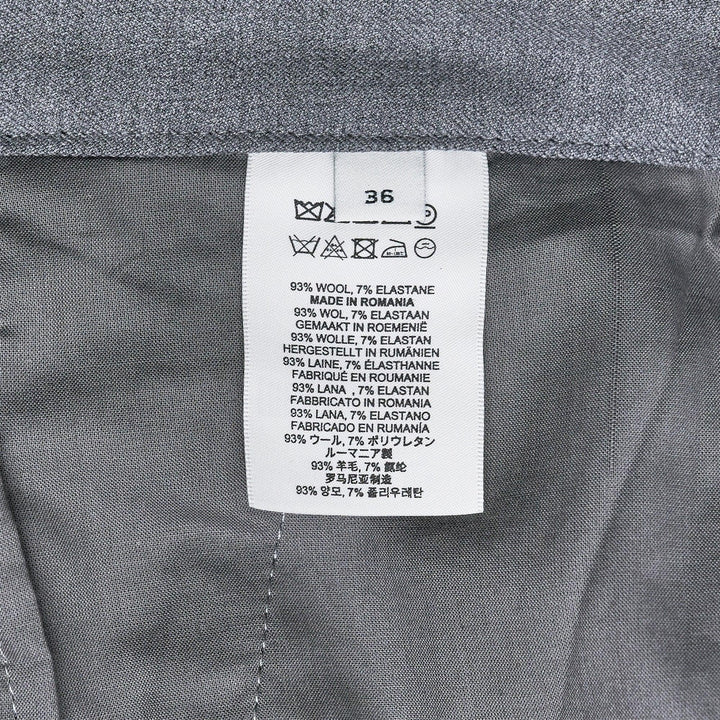 36
93% WOOL, 7% ELASTANE
MADE IN ROMANIA
93% WOL, 7% ELASTAAN
GEMAAKT IN ROEMENIË
93% WOLLE, 7% ELASTAN
HERGESTELLT IN RUMÄNIEN
93% LAINE, 7% ÉLASTHANNE
FABRIQUÉ EN ROUMANIE
93% LANA , 7% ELASTAN
FABBRICATO IN ROMANIA
93% LANA, 7% ELASTANO
FABRICADO EN RUMANÍA
93% ウール, 7% ポリウレタン
ルーマニア製
93% 羊毛, 7% 氨纶
罗马尼亚制造
93% 양모, 7% 폴리우레탄